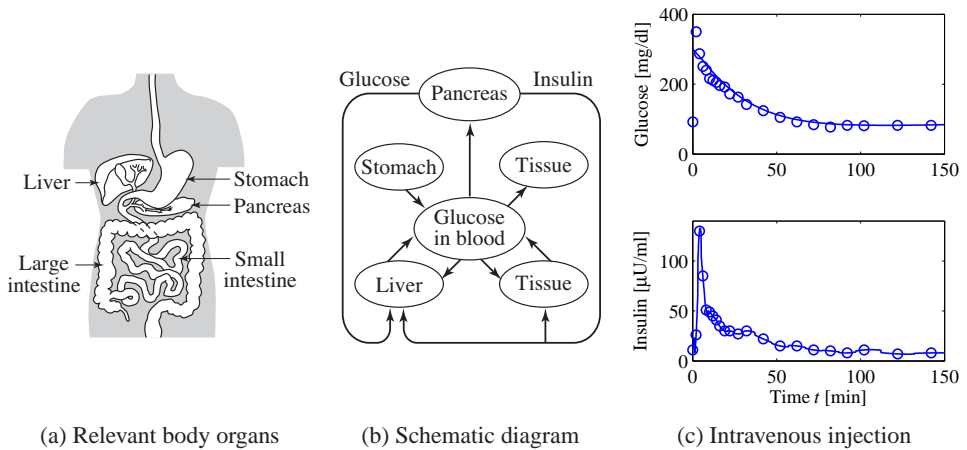 Liver
Stomach
Pancreas
Large
intestine
Small
intestine
(a) Relevant body organs
Glucose
Insulin
Pancreas
Stomach
Tissue
Glucose
in blood
Liver
Tissue
(b) Schematic diagram
Glucose [mg/dl]
400
200
0
0
50
100
150
Insulin [µU/ml]
100
50
0
0
50
100
150
Time t [min]
(c) Intravenous injection